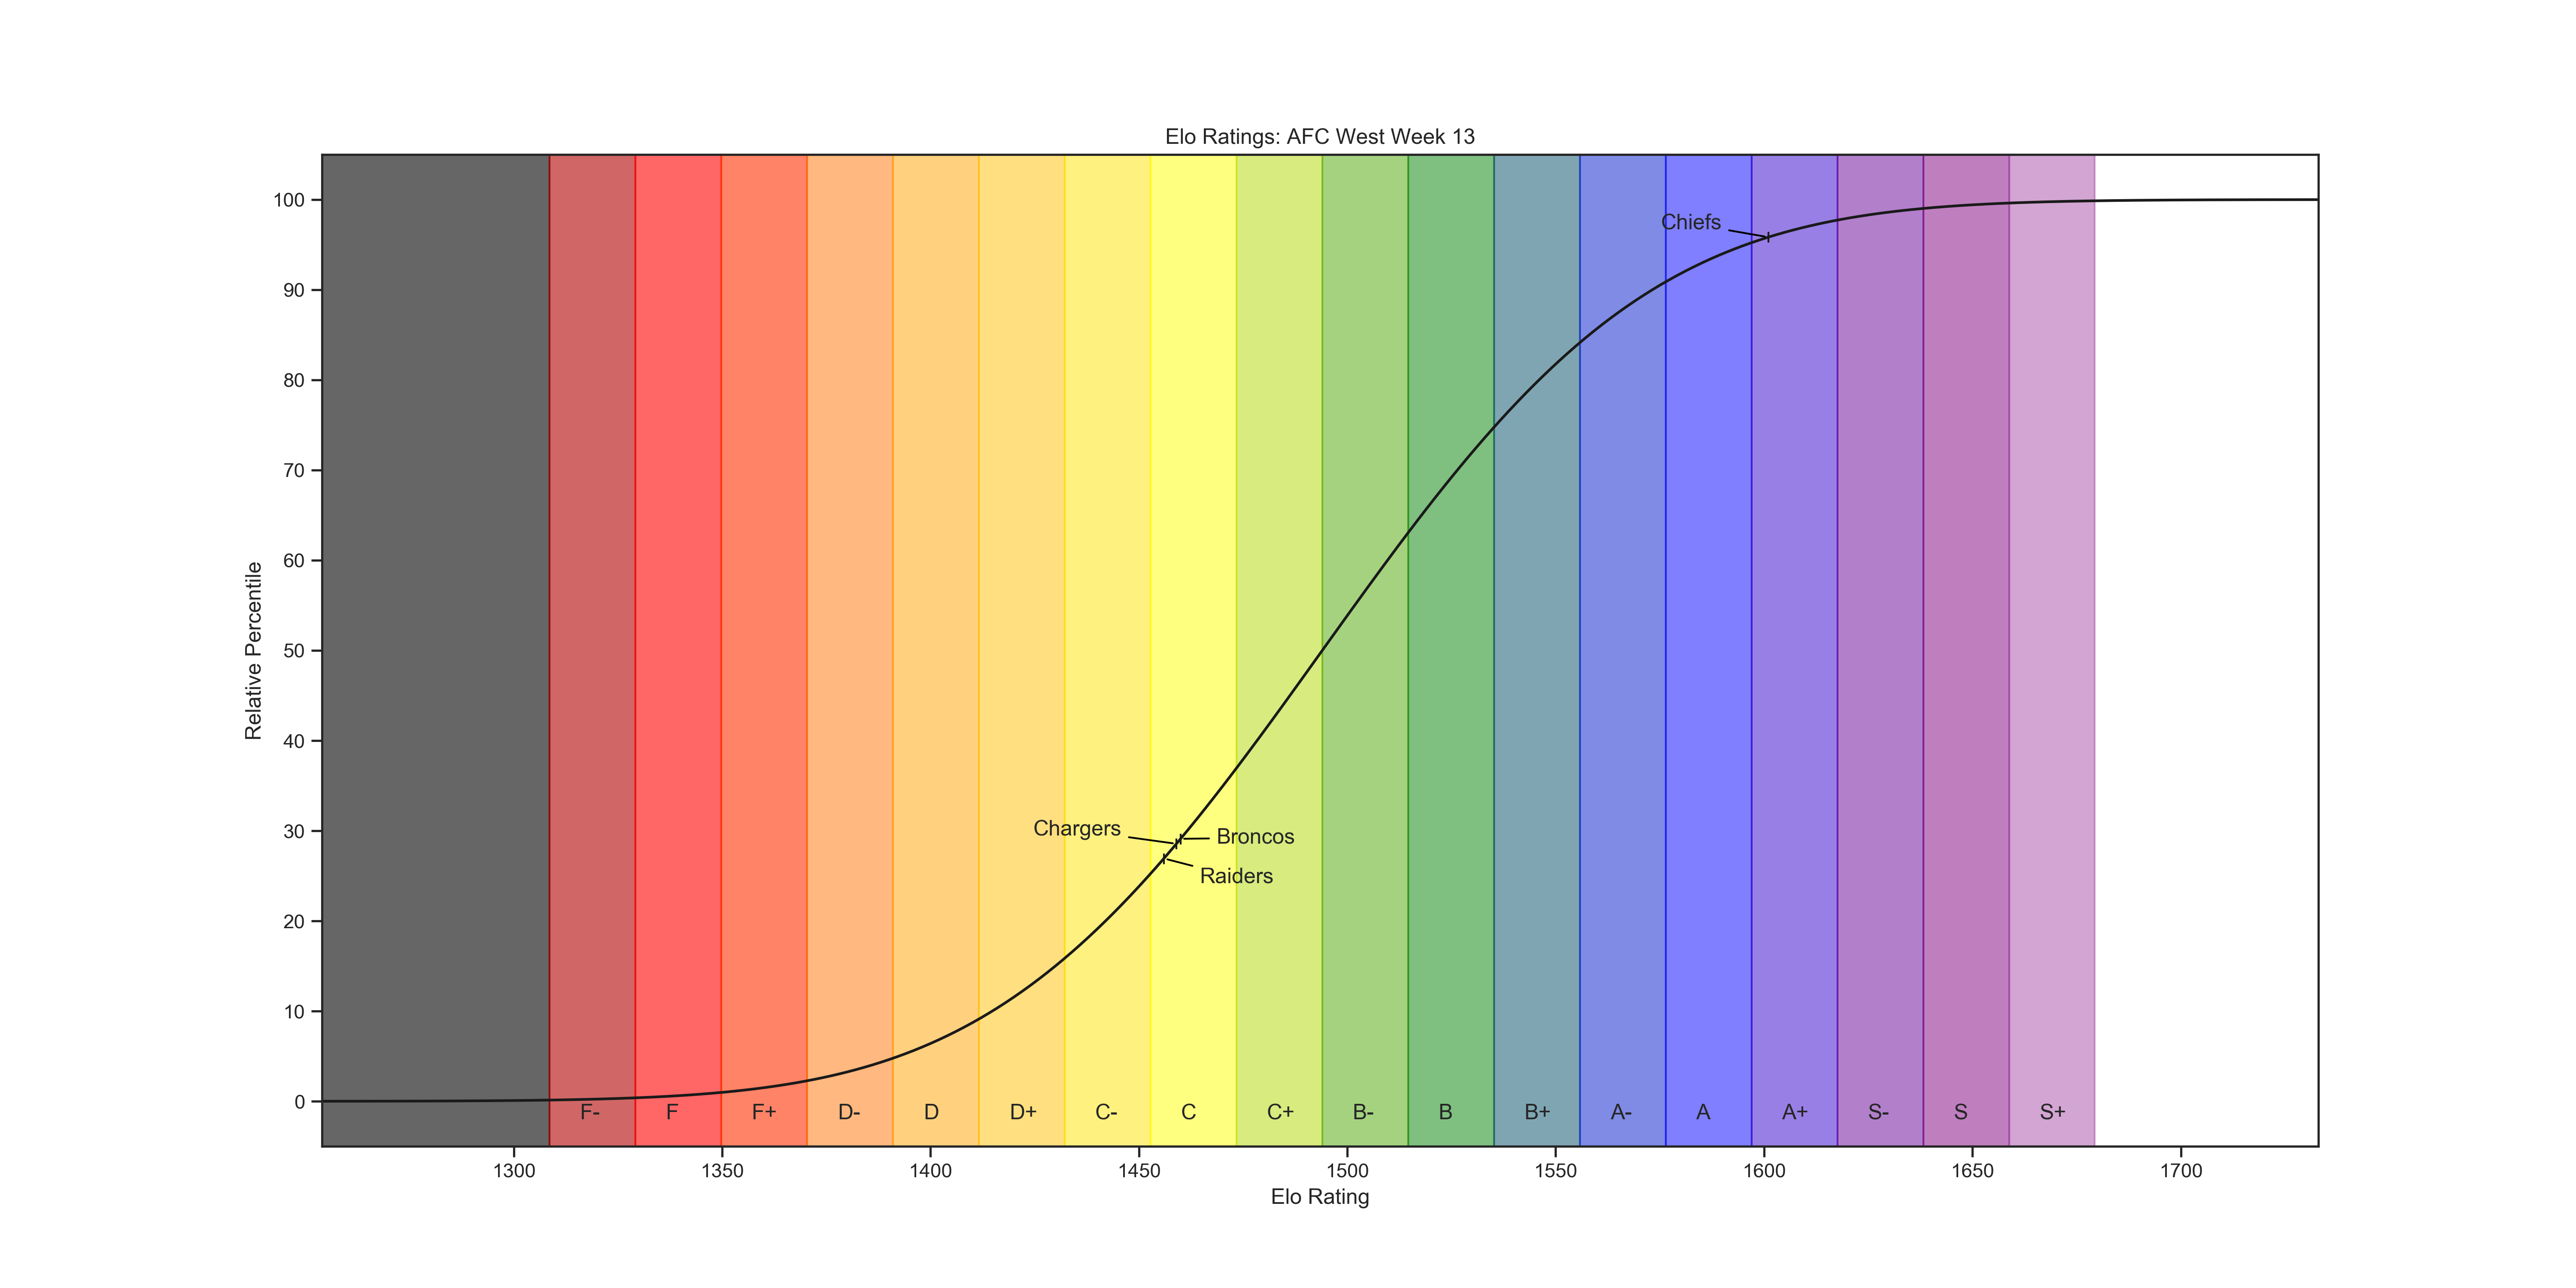 Elo Ratings: AFC West Week 13
100
90
80
70
60
50
40
30
20
10
0
Relative Percentile
Chiefs
Chargers
Broncos
Raiders
F- F F+ D- D D+ C- C C+ B- B B+ A- A A+ S- S S+
1300 1350 1400 1450 1500 1550 1600 1650 1700
Elo Rating